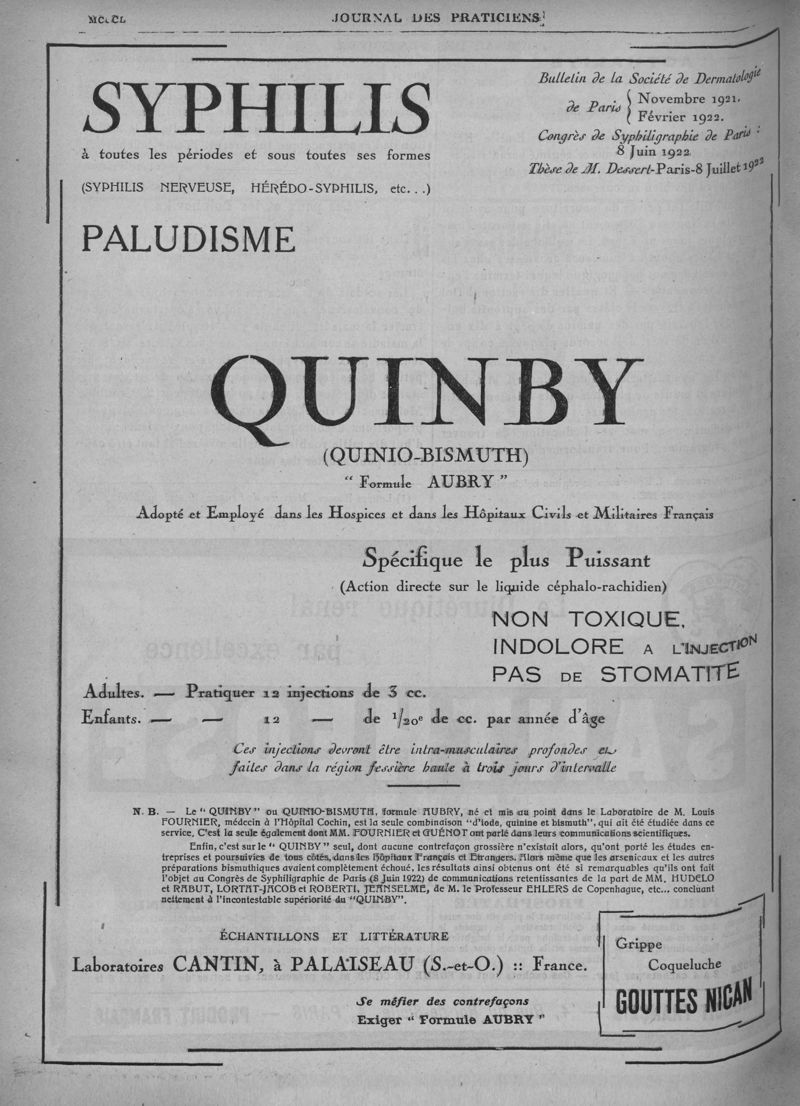 MCCCL
JOURNAL DES PRATICIENS
SYPHILIS
à toutes les périodes et sous toutes ses formes
(SYPHILIS NERVEUSE, HÉRÉDO-SYPHILIS, etc...)
Bulletin de la Société de Dermatologie
de Paris { Novembre 1921.
Février 1922.
Congrès de Syphiligraphie de Paris :
8 Juin 1922
Thèse de M. Dessert-Paris-8 Juillet 1922
PALUDISME
QUINBY
(QUINIO-BISMUTH)
“ Formule AUBRY ”
Adopté et Employé dans les Hospices et dans les Hôpitaux Civils et Militaires Français
Spécifique le plus Puissant
(Action directe sur le liquide céphalo-rachidien)
NON TOXIQUE,
INDOLORE A L'INJECTION
PAS DE STOMATITE
Adultes. — Pratiquer 12 injections de 3 cc.
Enfants. — — 12 — de 1/20e de cc. par année d'âge
Ces injections devront être intra-musculaires profondes et
faites dans la région fessière haute à trois jours d'intervalle
N. B. — Le “ QUINBY ” ou QUINIO-BISMUTH, formule AUBRY, né et mis au point dans le Laboratoire de M. Louis
FOURNIER, médecin à l'Hôpital Cochin, est la seule combinaison “d'iode, quinine et bismuth”, qui ait été étudiée dans ce
service. C'est la seule également dont MM. FOURNIER et GUÉNOT ont parlé dans leurs communications scientifiques.
Enfin, c'est sur le “ QUINBY ” seul, dont aucune contrefaçon grossière n'existait alors, qu'ont porté les études en-
treprises et poursuivies de tous côtés, dans les Hôpitaux Français et Etrangers. Alors même que les arsenicaux et les autres
préparations bismuthiques avaient complètement échoué, les résultats ainsi obtenus ont été si remarquables qu'ils ont fait
l'objet au Congrès de Syphiligraphie de Paris (8 Juin 1922) de communications retentissantes de la part de MM. HUDELO
et RABUT, LORTAT-JACOB et ROBERTI, JEANSELME, de M. le Professeur EHLERS de Copenhague, etc... concluant
nettement à l'incontestable supériorité du “QUINBY”.
ÉCHANTILLONS ET LITTÉRATURE
Laboratoires CANTIN, à PALAISEAU (S.-et-O.) :: France.
Se méfier des contrefaçons
Exiger “ Formule AUBRY ”
Grippe
Coqueluche
GOUTTES NICAN